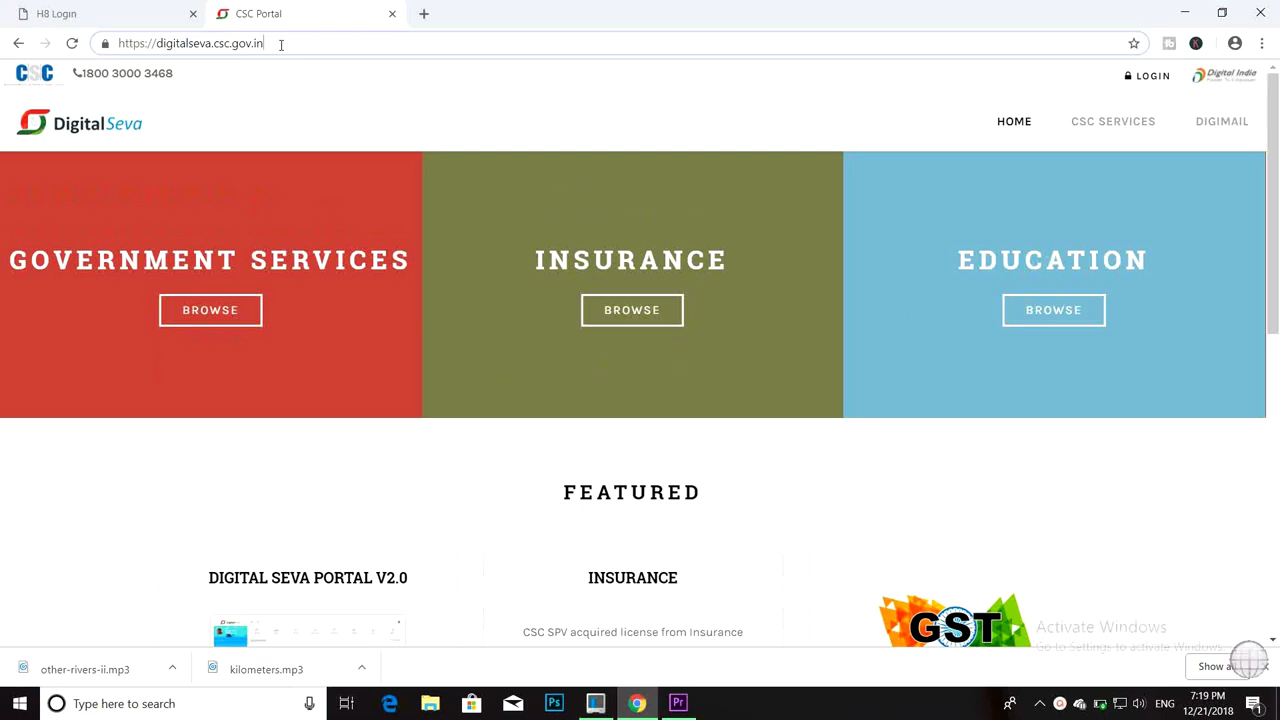 H8 Login
CSC Portal
https://digitalseva.csc.gov.in
CSC
1800 3000 3468
LOGIN
Digital India
DigitalSeva
HOME
CSC SERVICES
DIGIMAIL
GOVERNMENT SERVICES
BROWSE
INSURANCE
BROWSE
EDUCATION
BROWSE
FEATURED
DIGITAL SEVA PORTAL V2.0
INSURANCE
CSC SPV acquired license from Insurance
GST
Activate Windows
Go to Settings to activate Windows.
other-rivers-ii.mp3
kilometers.mp3
Show
Type here to search
Ps
Pr
ENG
7:19 PM
12/21/2018